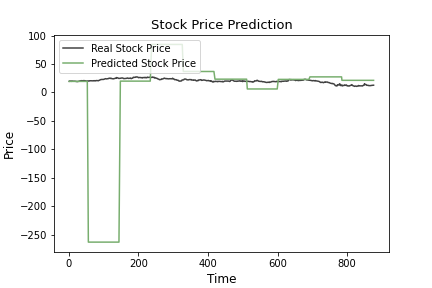 Stock Price Prediction
Real Stock Price
Predicted Stock Price
100
50
0
−50
−100
−150
−200
−250
Price
0 200 400 600 800
Time